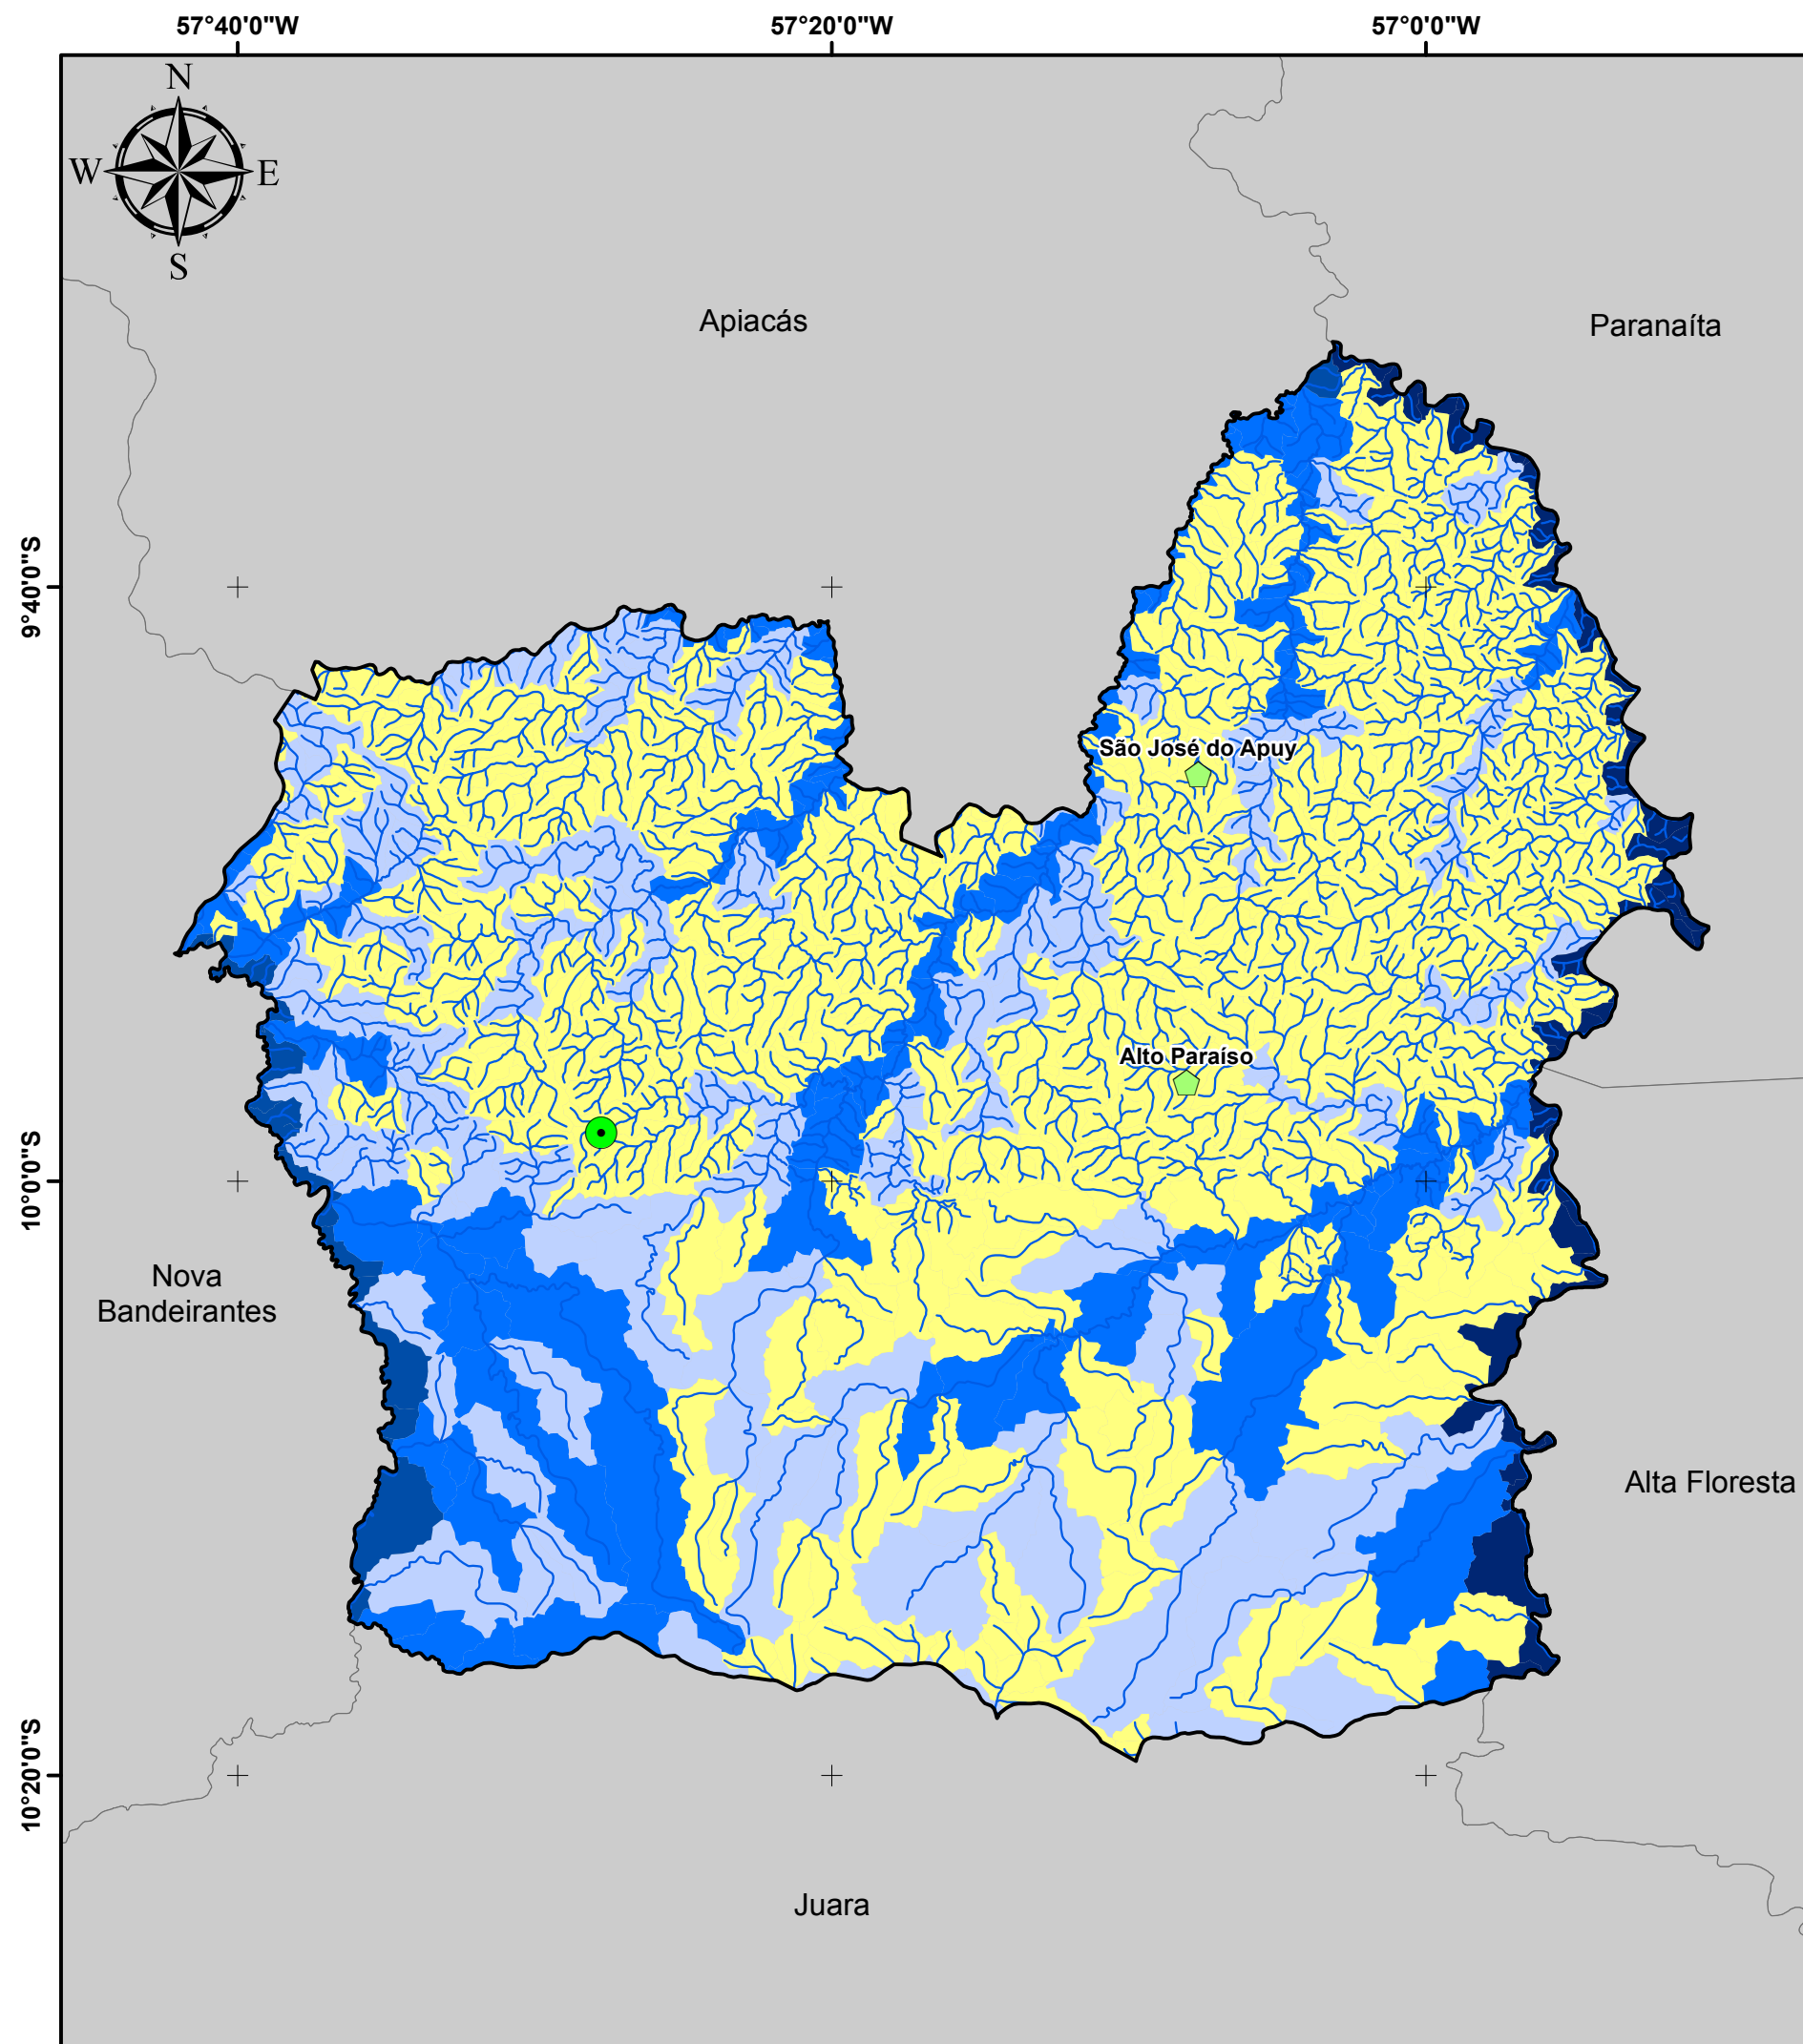 57°40'0"W
57°20'0"W
57°0'0"W
N
W
E
S
Apiacás
Paranaíta
9°40'0"S
São José do Apuy
Alto Paraíso
10°0'0"S
Nova
Bandeirantes
Alta Floresta
10°20'0"S
Juara